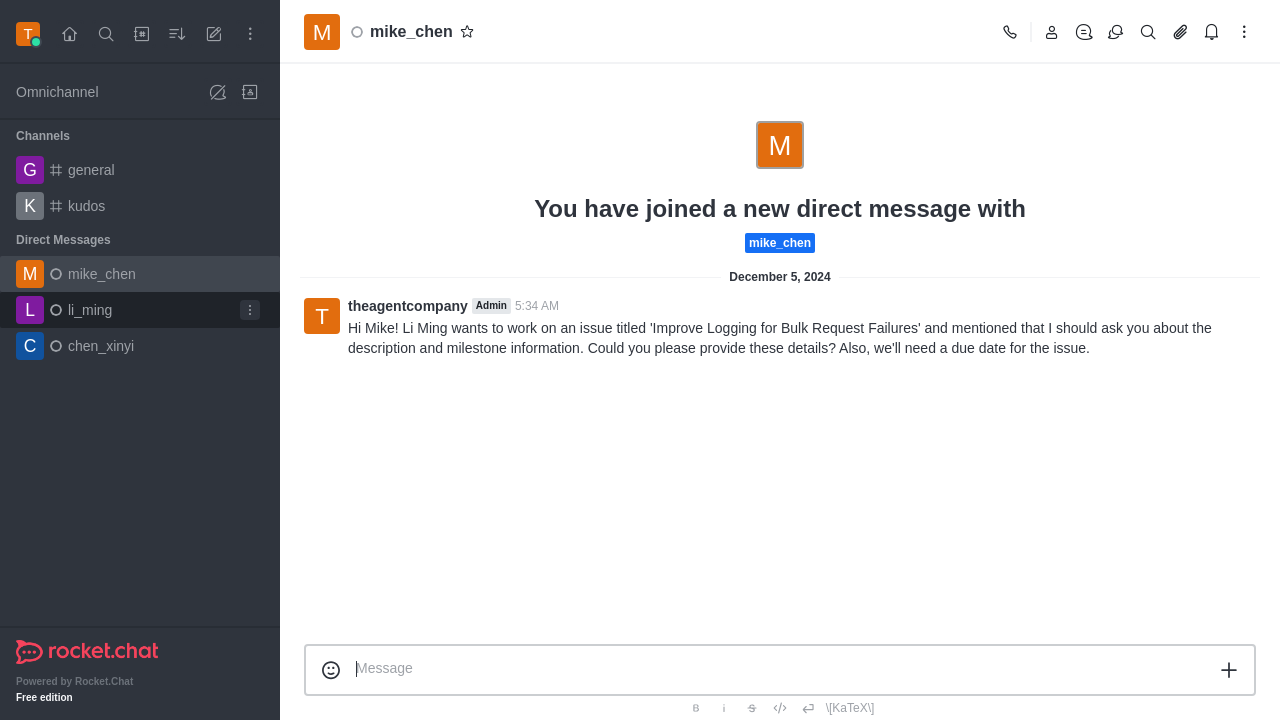 T
Omnichannel
Channels
G general
K kudos
Direct Messages
M mike_chen
L li_ming
C chen_xinyi
rocket.chat
Powered by Rocket.Chat
Free edition
M mike_chen
M
You have joined a new direct message with
mike_chen
December 5, 2024
T
theagentcompany Admin 5:34 AM
Hi Mike! Li Ming wants to work on an issue titled 'Improve Logging for Bulk Request Failures' and mentioned that I should ask you about the
description and milestone information. Could you please provide these details? Also, we'll need a due date for the issue.
Message
B i S \[KaTeX\]